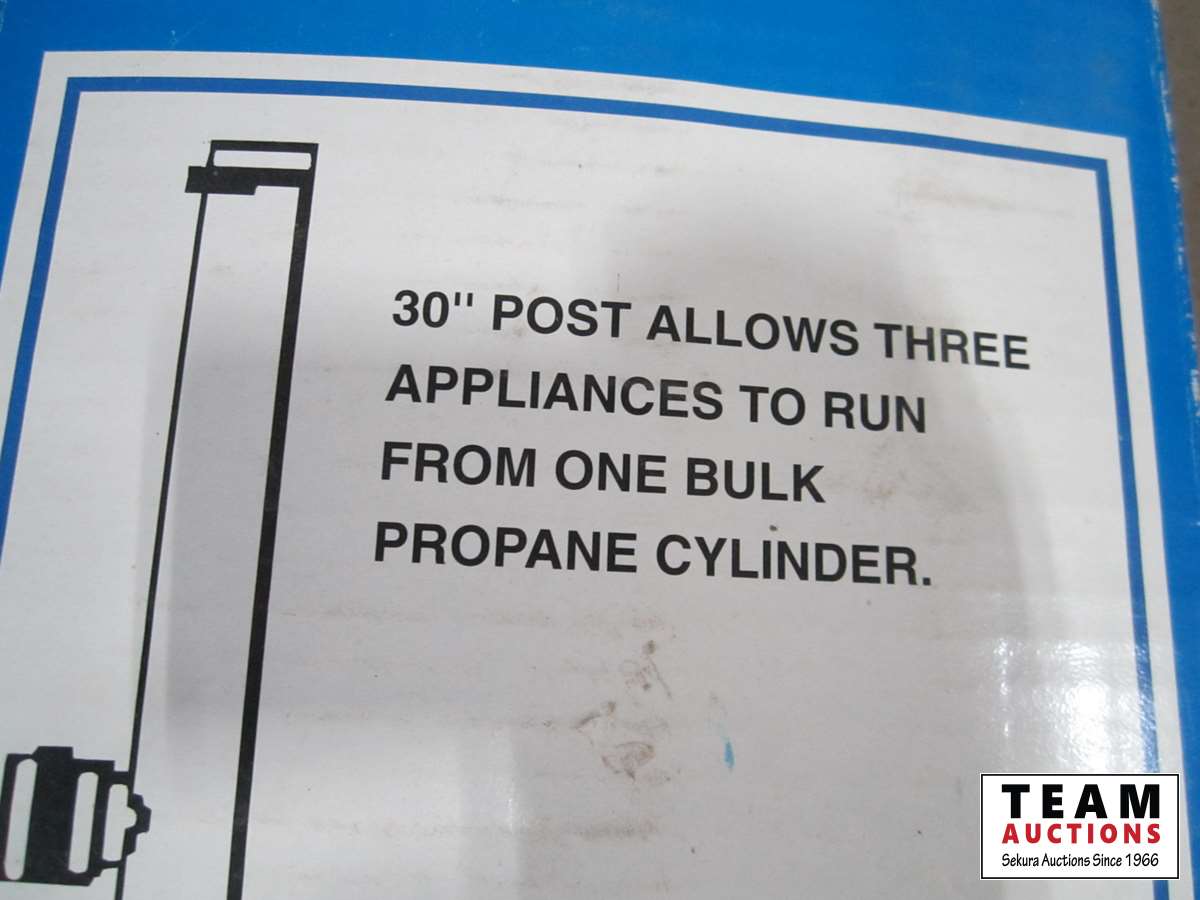 30" POST ALLOWS THREE
APPLIANCES TO RUN
FROM ONE BULK
PROPANE CYLINDER.
TEAM
AUCTIONS
Sekura Auctions Since 1966